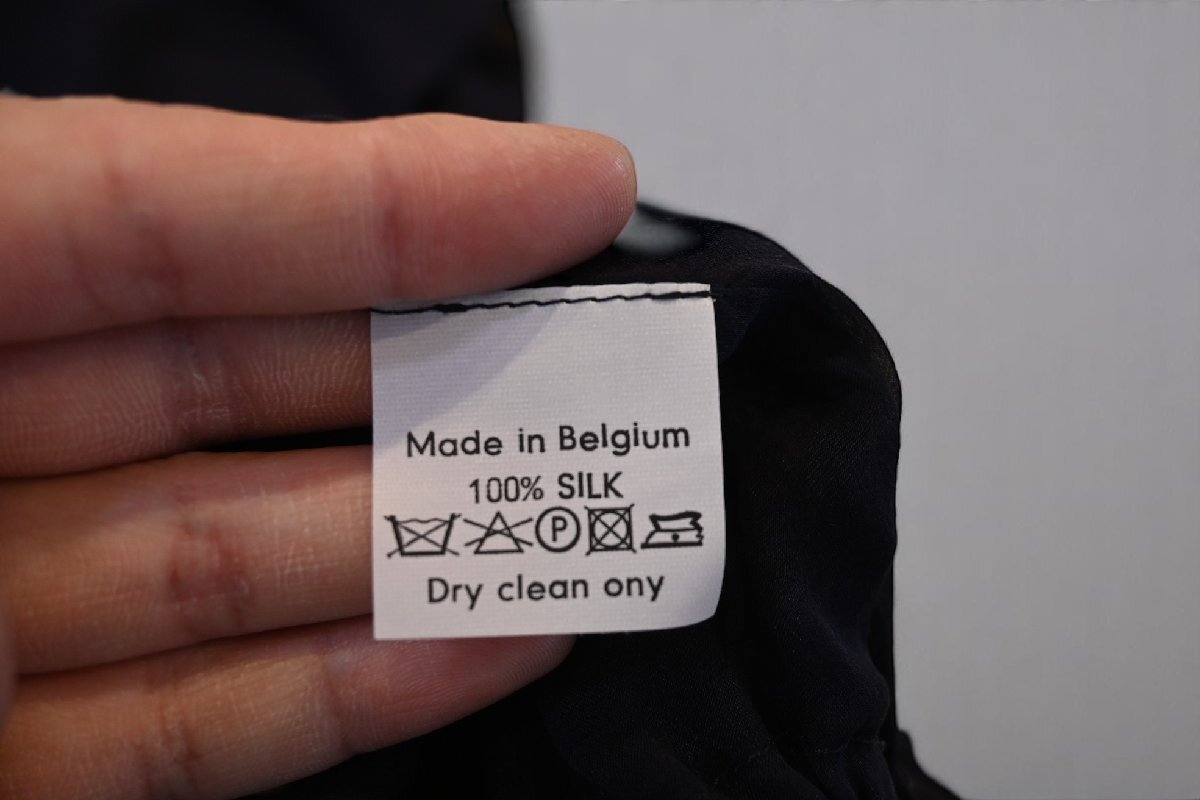 Made in Belgium
100% SILK
P
Dry clean ony